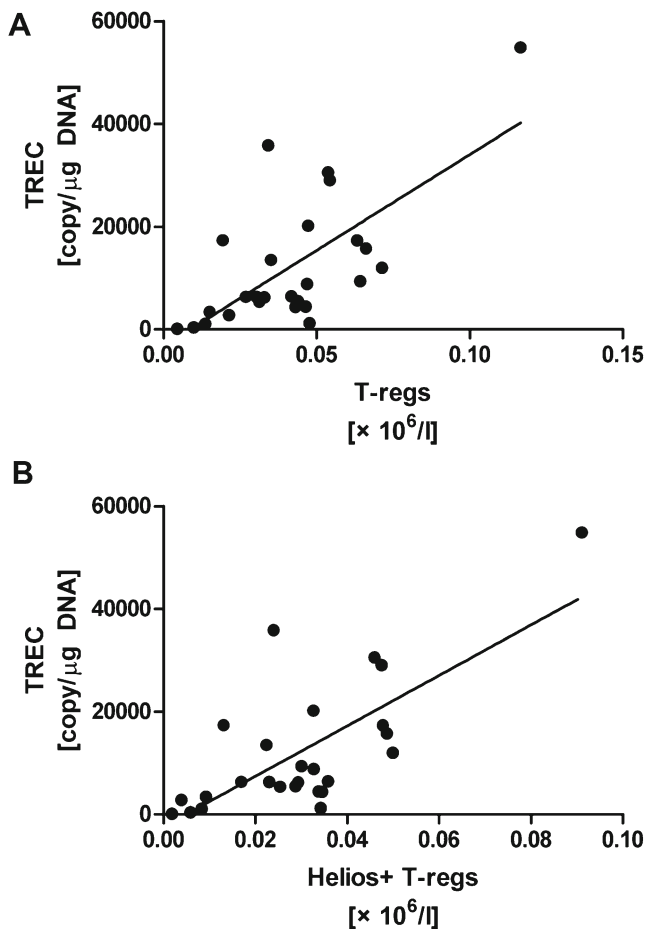 A
TREC
[copy/μg DNA]
60000
40000
20000
0
0.00 0.05 0.10 0.15
T-regs
[× 10⁶/l]
B
TREC
[copy/μg DNA]
60000
40000
20000
0
0.00 0.02 0.04 0.06 0.08 0.10
Helios+ T-regs
[× 10⁶/l]